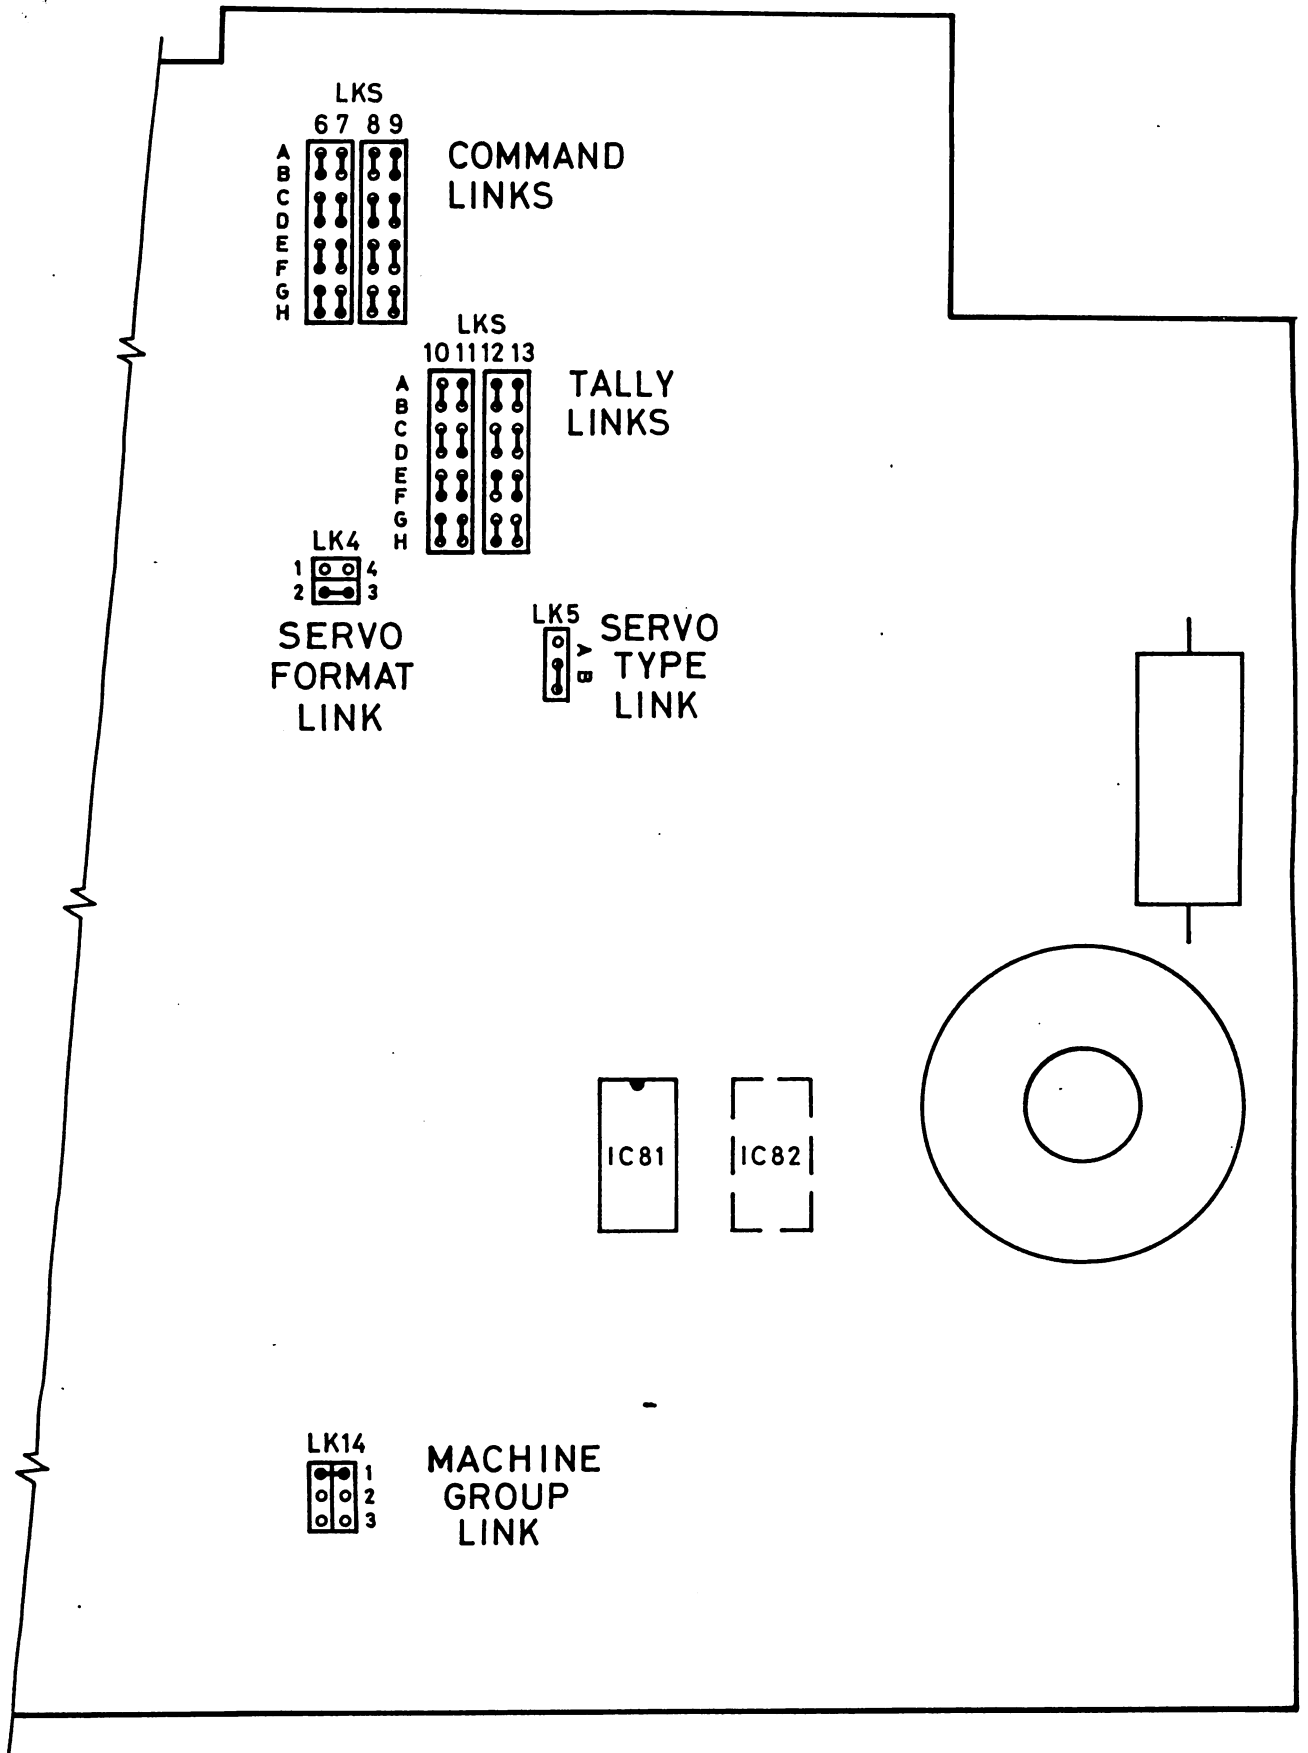 LKS
6 7 8 9
A
B
C
D
E
F
G
H
COMMAND
LINKS
LKS
10 11 12 13
A
B
C
D
E
F
G
H
TALLY
LINKS
LK4
1 4
2 3
SERVO
FORMAT
LINK
LK5
A
B
SERVO
TYPE
LINK
IC81
IC82
LK14
1
2
3
MACHINE
GROUP
LINK